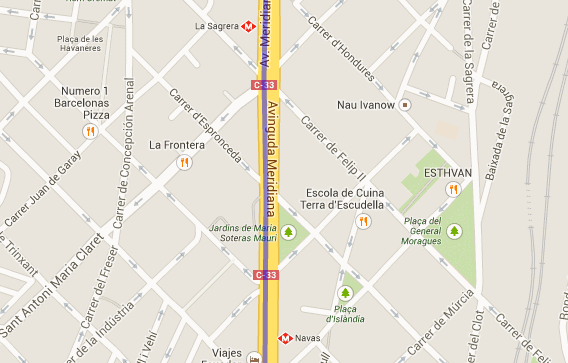 La Sagrera
Av. Meridiana
Plaça de les
Havaneres
C-33
Carrer d'Hondures
Carrer de la Sagrera
Baixada de la Sagrera
Numero 1
Barcelonas
Pizza
Carrer de Concepción Arenal
Carrer d'Espronceda
Avinguda Meridiana
Carrer de Felip II
Nau Ivanow
La Frontera
Carrer Juan de Garay
ESTHVAN
Escola de Cuina
Terra d'Escudella
Jardins de Maria
Soteras Mauri
Plaça del
General
Moragues
de Trinxant
Sant Antoni Maria Claret
Carrer del Freser
C-33
Plaça
d'Islàndia
Carrer de la Indústria
i Vehí
Navas
Viajes
Carrer de Múrcia
Carrer de Felip
del Clot